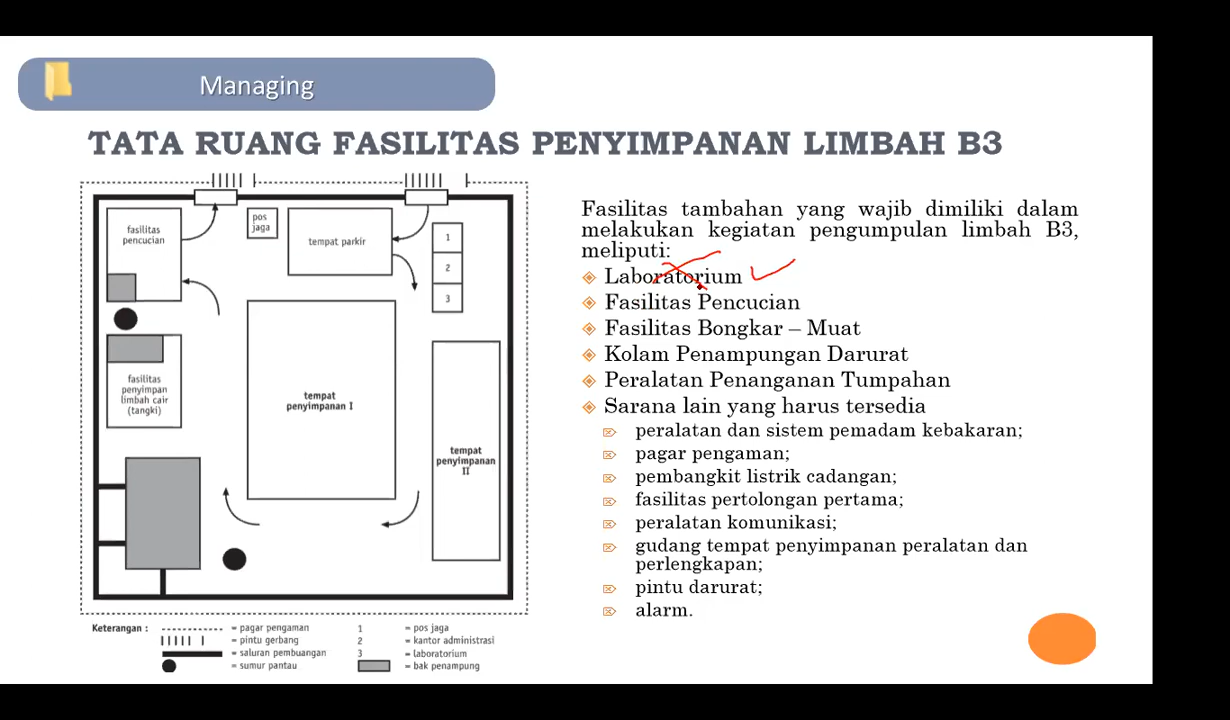 Managing
TATA RUANG FASILITAS PENYIMPANAN LIMBAH B3
fasilitas
pencucian
pos
jaga
tempat parkir
1
2
3
fasilitas
penyimpan
limbah cair
(tangki)
tempat
penyimpanan I
tempat
penyimpanan
II
Keterangan :
= pagar pengaman
= pintu gerbang
= saluran pembuangan
= sumur pantau
1 = pos jaga
2 = kantor administrasi
3 = laboratorium
= bak penampung
Fasilitas tambahan yang wajib dimiliki dalam
melakukan kegiatan pengumpulan limbah B3,
meliputi:
Laboratorium
Fasilitas Pencucian
Fasilitas Bongkar – Muat
Kolam Penampungan Darurat
Peralatan Penanganan Tumpahan
Sarana lain yang harus tersedia
peralatan dan sistem pemadam kebakaran;
pagar pengaman;
pembangkit listrik cadangan;
fasilitas pertolongan pertama;
peralatan komunikasi;
gudang tempat penyimpanan peralatan dan
perlengkapan;
pintu darurat;
alarm.